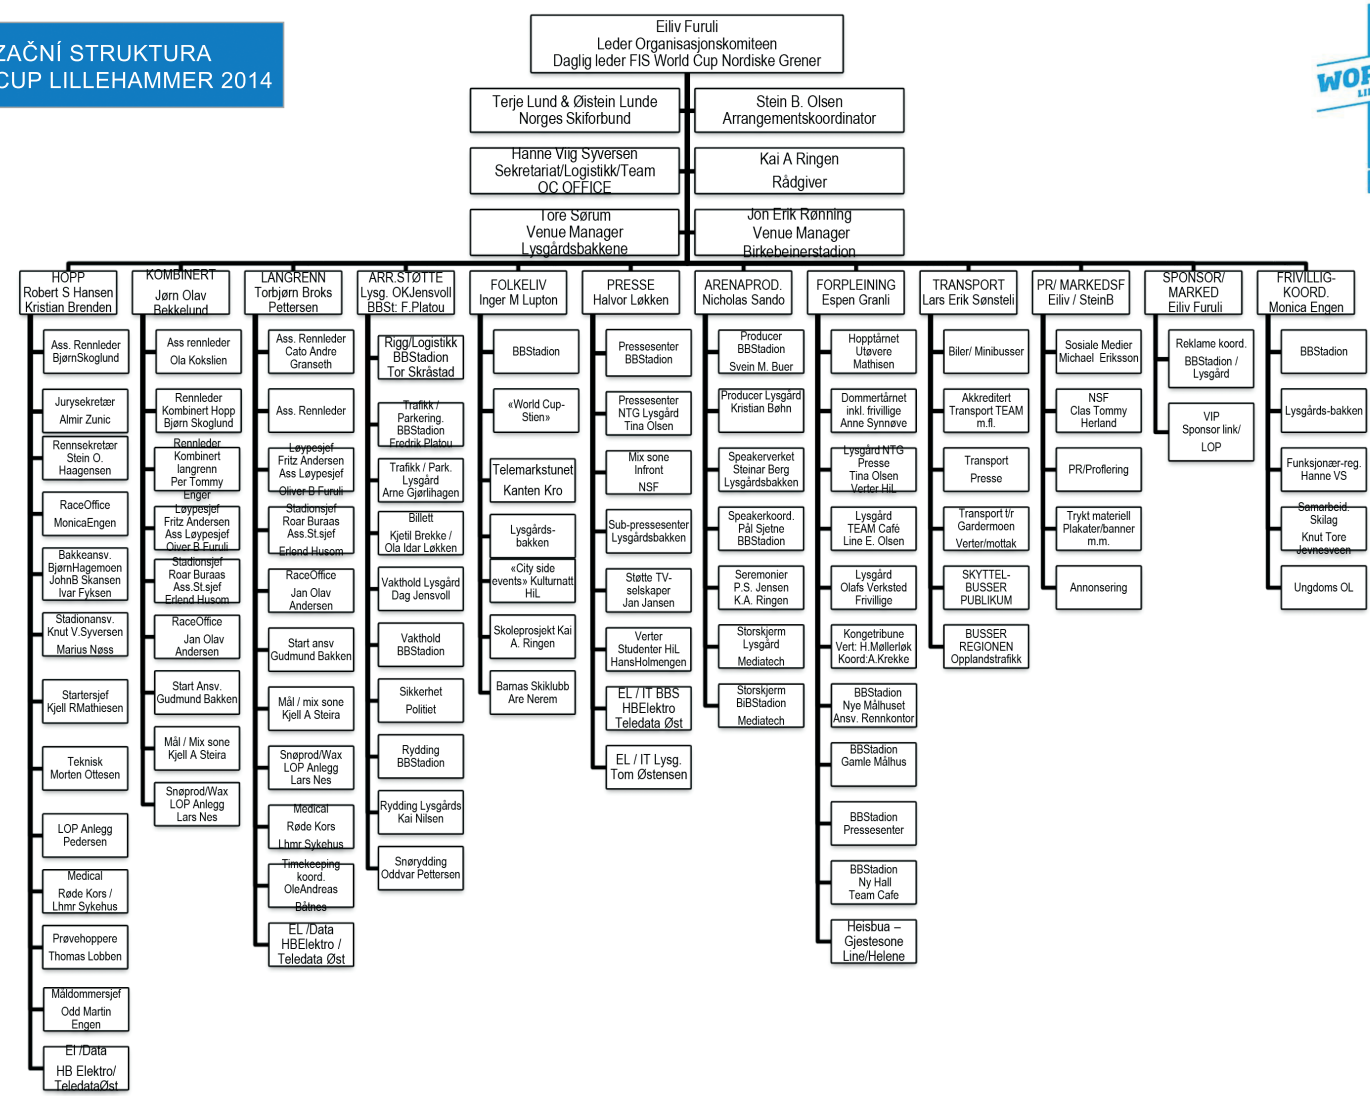 ZAČNÍ STRUKTURA
CUP LILLEHAMMER 2014
WOR
LI
Eiliv Furuli
Leder Organisasjonskomiteen
Daglig leder FIS World Cup Nordiske Grener
Terje Lund & Øistein Lunde
Norges Skiforbund
Stein B. Olsen
Arrangementskoordinator
Hanne Viig Syversen
Sekretariat/Logistikk/Team
OC OFFICE
Kai A Ringen
Rådgiver
Tore Sørum
Venue Manager
Lysgårdsbakkene
Jon Erik Rønning
Venue Manager
Birkebeinerstadion
HOPP
Robert S Hansen
Kristian Brenden
Ass. Rennleder
BjørnSkoglund
Jurysekretær
Almir Zunic
Rennsekretær
Stein O.
Haagensen
RaceOffice
MonicaEngen
Bakkeansv.
BjørnHagemoen
JohnB Skansen
Ivar Fyksen
Stadionansv.
Knut V.Syversen
Marius Nøss
Startersjef
Kjell RMathiesen
Teknisk
Morten Ottesen
LOP Anlegg
Pedersen
Medical
Røde Kors /
Lhmr Sykehus
Prøvehoppere
Thomas Lobben
Måldommersjef
Odd Martin
Engen
El /Data
HB Elektro/
TeledataØst
KOMBINERT
Jørn Olav
Bekkelund
Ass rennleder
Ola Kokslien
Rennleder
Kombinert Hopp
Bjørn Skoglund
Rennleder
Kombinert
langrenn
Per Tommy
Enger
Løypesjef
Fritz Andersen
Ass Løypesjef
Oiver B Furuli
Stadionsjef
Roar Buraas
Ass.St.sjef
Erlend Husom
RaceOffice
Jan Olav
Andersen
Start Ansv.
Gudmund Bakken
Mål / Mix sone
Kjell A Steira
Snøprod/Wax
LOP Anlegg
Lars Nes
LANGRENN
Torbjørn Broks
Pettersen
Ass. Rennleder
Cato Andre
Granseth
Ass. Rennleder
Løypesjef
Fritz Andersen
Ass Løypesjef
Oliver B Furuli
Stadionsjef
Roar Buraas
Ass.St.sjef
Erlend Husom
RaceOffice
Jan Olav
Andersen
Start ansv
Gudmund Bakken
Mål / mix sone
Kjell A Steira
Snøprod/Wax
LOP Anlegg
Lars Nes
Medical
Røde Kors
Lhmr Sykehus
Timekeeping
koord.
OleAndreas
Båtnes
EL /Data
HBElektro /
Teledata Øst
ARR.STØTTE
Lysg. OKJensvoll
BBSt: F.Platou
Rigg/Logistikk
BBStadion
Tor Skråstad
Trafikk /
Parkering.
BBStadion
Fredrik Platou
Trafikk / Park.
Lysgård
Arne Gjørlihagen
Billett
Kjetil Brekke /
Ola Idar Løkken
Vakthold Lysgård
Dag Jensvoll
Vakthold
BBStadion
Sikkerhet
Politiet
Rydding
BBStadion
Rydding Lysgårds
Kai Nilsen
Snørydding
Oddvar Pettersen
FOLKELIV
Inger M Lupton
BBStadion
«World Cup-
Stien»
Telemarkstunet
Kanten Kro
Lysgårds-
bakken
«City side
events» Kulturnatt
HiL
Skoleprosjekt Kai
A. Ringen
Barnas Skiklubb
Are Nerem
PRESSE
Halvor Løkken
Pressesenter
BBStadion
Pressesenter
NTG Lysgård
Tina Olsen
Mix sone
Infront
NSF
Sub-pressesenter
Lysgårdsbakken
Støtte TV-
selskaper
Jan Jansen
Verter
Studenter HiL
HansHolmengen
EL / IT BBS
HBElektro
Teledata Øst
EL / IT Lysg.
Tom Østensen
ARENAPROD.
Nicholas Sando
Producer
BBStadion
Svein M. Buer
Producer Lysgård
Kristian Bøhn
Speakerverket
Steinar Berg
Lysgårdsbakken
Speakerkoord.
Pål Sjetne
BBStadion
Seremonier
P.S. Jensen
K.A. Ringen
Storskjerm
Lysgård
Mediatech
Storskjerm
BiBStadion
Mediatech
FORPLEINING
Espen Granli
Hopptårnet
Utøvere
Mathisen
Dommertårnet
inkl. frivillige
Anne Synnøve
Lysgård NTG
Presse
Tina Olsen
Verter HiL
Lysgård
TEAM Café
Line E. Olsen
Lysgård
Olafs Verksted
Frivillige
Kongetribune
Vert: H.Møllerløk
Koord:A.Krekke
BBStadion
Nye Målhuset
Ansv. Rennkontor
BBStadion
Gamle Målhus
BBStadion
Pressesenter
BBStadion
Ny Hall
Team Cafe
Heisbua –
Gjestesone
Line/Helene
TRANSPORT
Lars Erik Sønsteli
Biler/ Minibusser
Akkreditert
Transport TEAM
m.fl.
Transport
Presse
Transport t/r
Gardermoen
Verter/mottak
SKYTTEL-
BUSSER
PUBLIKUM
BUSSER
REGIONEN
Opplandstrafikk
PR/ MARKEDSF
Eiliv / SteinB
Sosiale Medier
Michael Eriksson
NSF
Clas Tommy
Herland
PR/Proflering
Trykt materiell
Plakater/banner
m.m.
Annonsering
SPONSOR/
MARKED
Eiliv Furuli
Reklame koord.
BBStadion /
Lysgård
VIP
Sponsor link/
LOP
FRIVILLIG-
KOORD.
Monica Engen
BBStadion
Lysgårds-bakken
Funksjonær-reg.
Hanne VS
Samarbeid.
Skilag
Knut Tore
Jevnesveen
Ungdoms OL